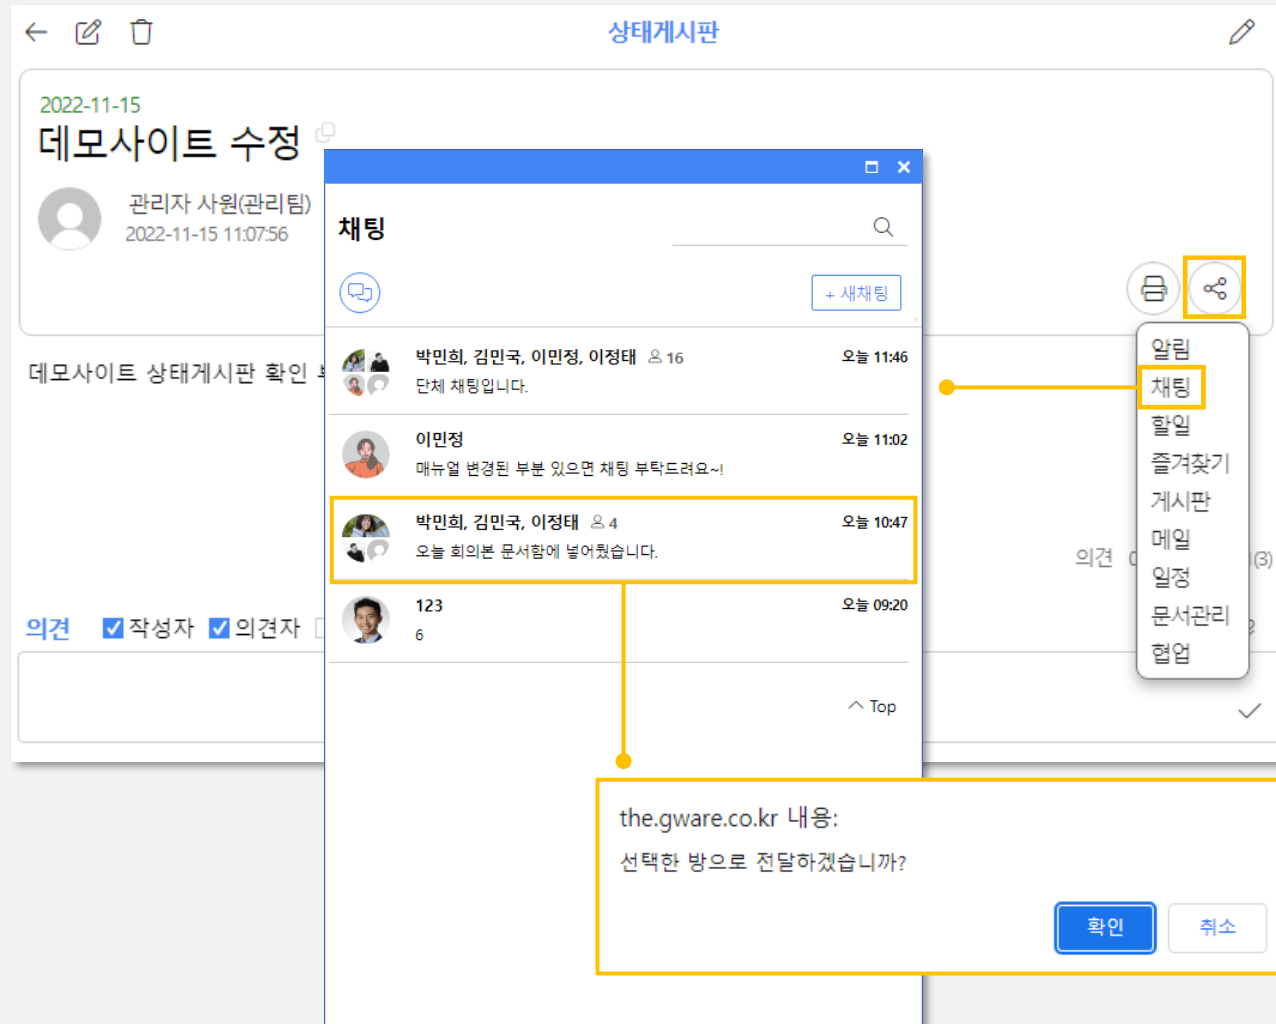 상태게시판
2022-11-15
데모사이트 수정
관리자 사원(관리팀)
2022-11-15 11:07:56
데모사이트 상태게시판 확인
채팅
+ 새채팅
박민희, 김민국, 이민정, 이정태 16
오늘 11:46
단체 채팅입니다.
이민정
오늘 11:02
매뉴얼 변경된 부분 있으면 채팅 부탁드려요~!
박민희, 김민국, 이정태 4
오늘 10:47
오늘 회의본 문서함에 넣어뒀습니다.
123
오늘 09:20
6
Top
알림
채팅
할일
즐겨찾기
게시판
메일
일정
문서관리
협업
의견
(3)
의견 작성자 의견자
the.gware.co.kr 내용:
선택한 방으로 전달하겠습니까?
확인
취소